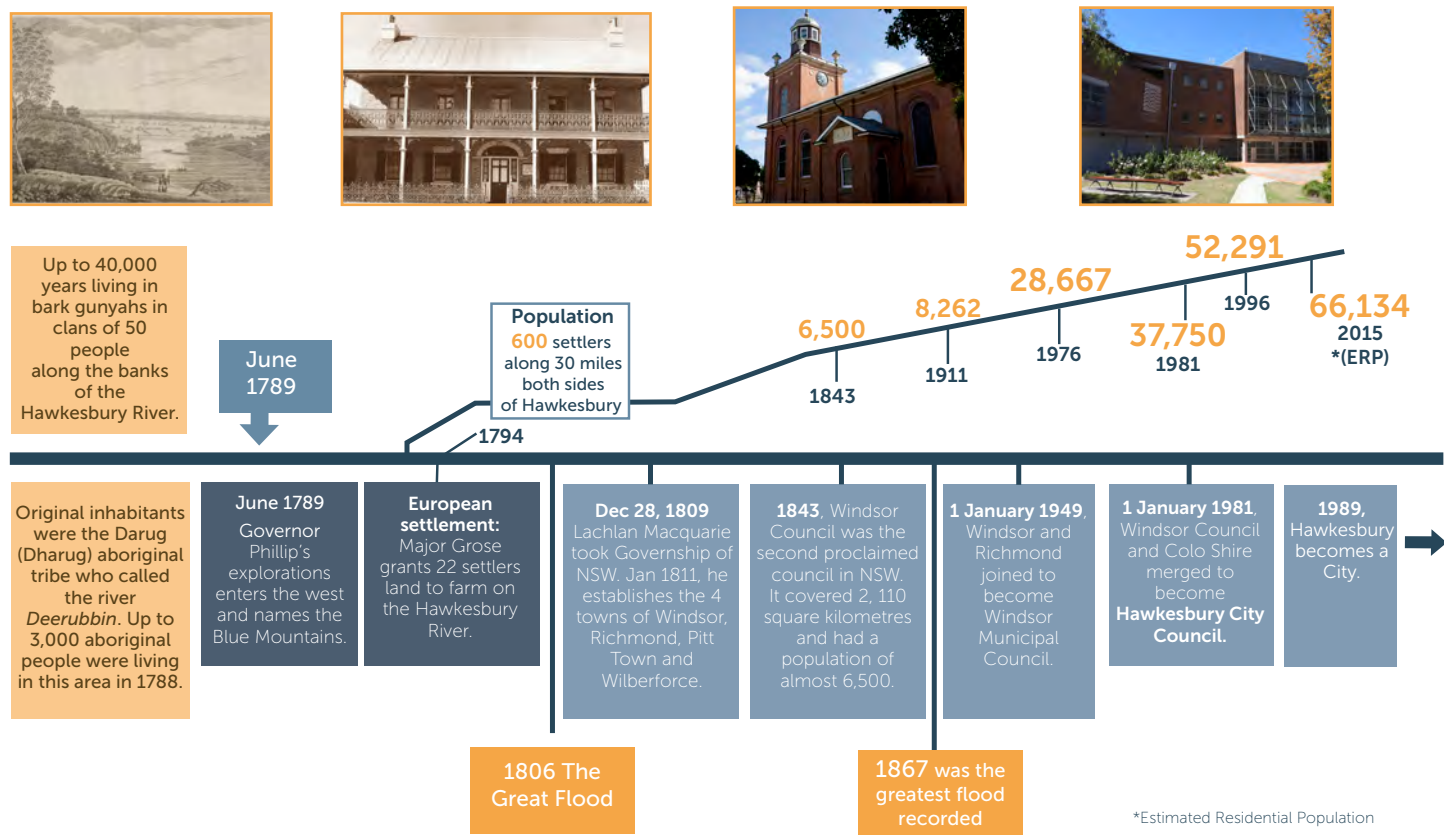 Up to 40,000
years living in
bark gunyahs in
clans of 50
people
along the banks
of the
Hawkesbury River.
June
1789
Population
600 settlers
along 30 miles
both sides
of Hawkesbury
1794
6,500
1843
8,262
1911
28,667
1976
37,750
1981
52,291
1996
66,134
2015
*(ERP)
Original inhabitants
were the Darug
(Dharug) aboriginal
tribe who called
the river
Deerubbin. Up to
3,000 aboriginal
people were living
in this area in 1788.
June 1789
Governor
Phillip's
explorations
enters the west
and names the
Blue Mountains.
European
settlement:
Major Grose
grants 22 settlers
land to farm on
the Hawkesbury
River.
Dec 28, 1809
Lachlan Macquarie
took Governship of
NSW. Jan 1811, he
establishes the 4
towns of Windsor,
Richmond, Pitt
Town and
Wilberforce.
1843, Windsor
Council was the
second proclaimed
council in NSW.
It covered 2, 110
square kilometres
and had a
population of
almost 6,500.
1 January 1949,
Windsor and
Richmond
joined to
become
Windsor
Municipal
Council.
1 January 1981,
Windsor Council
and Colo Shire
merged to
become
Hawkesbury City
Council.
1989,
Hawkesbury
becomes a
City.
1806 The
Great Flood
1867 was the
greatest flood
recorded
*Estimated Residential Population